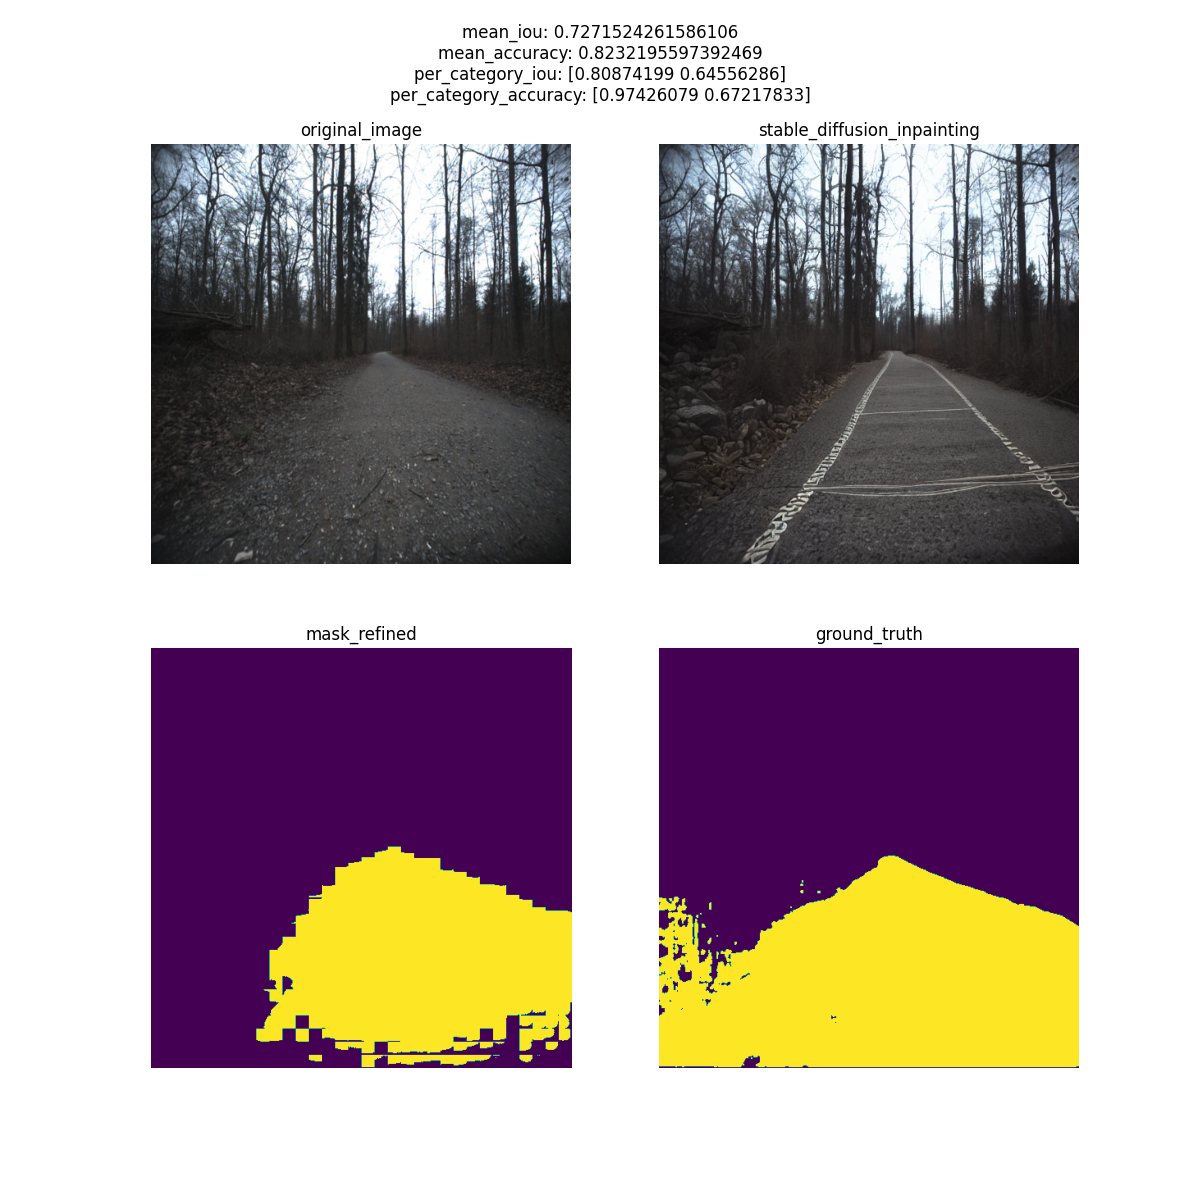 mean_iou: 0.7271524261586106
mean_accuracy: 0.8232195597392469
per_category_iou: [0.80874199 0.64556286]
per_category_accuracy: [0.97426079 0.67217833]
original_image
stable_diffusion_inpainting
mask_refined
ground_truth